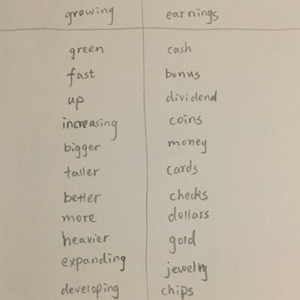 growing earnings
green cash
fast bonus
up dividend
increasing coins
bigger money
taller cards
better checks
more dollars
heavier gold
expanding jewelry
developing chips